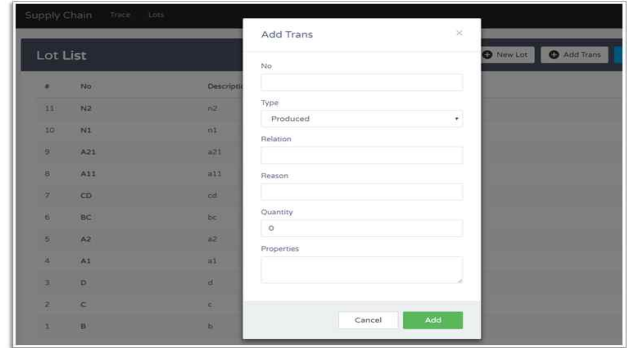 Supply Chain Trace Lots
Add Trans ×
Lot List New Lot Add Trans
No
# No Descripti
Type
11 N2 n2 Produced
10 N1 n1
Relation
9 A21 a21
8 A11 a11
Reason
7 CD cd
Quantity
6 BC bc
0
5 A2 a2
Properties
4 A1 a1
3 D d
2 C c
Cancel Add
1 B b